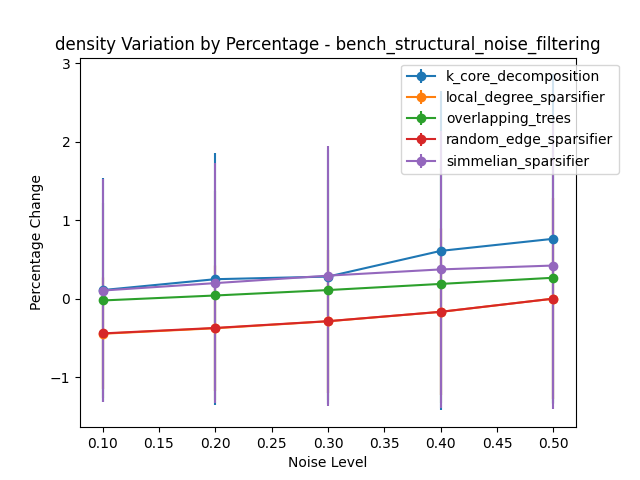 density Variation by Percentage - bench_structural_noise_filtering
k_core_decomposition
local_degree_sparsifier
overlapping_trees
random_edge_sparsifier
simmelian_sparsifier
3
2
1
0
−1
Percentage Change
0.10 0.15 0.20 0.25 0.30 0.35 0.40 0.45 0.50
Noise Level